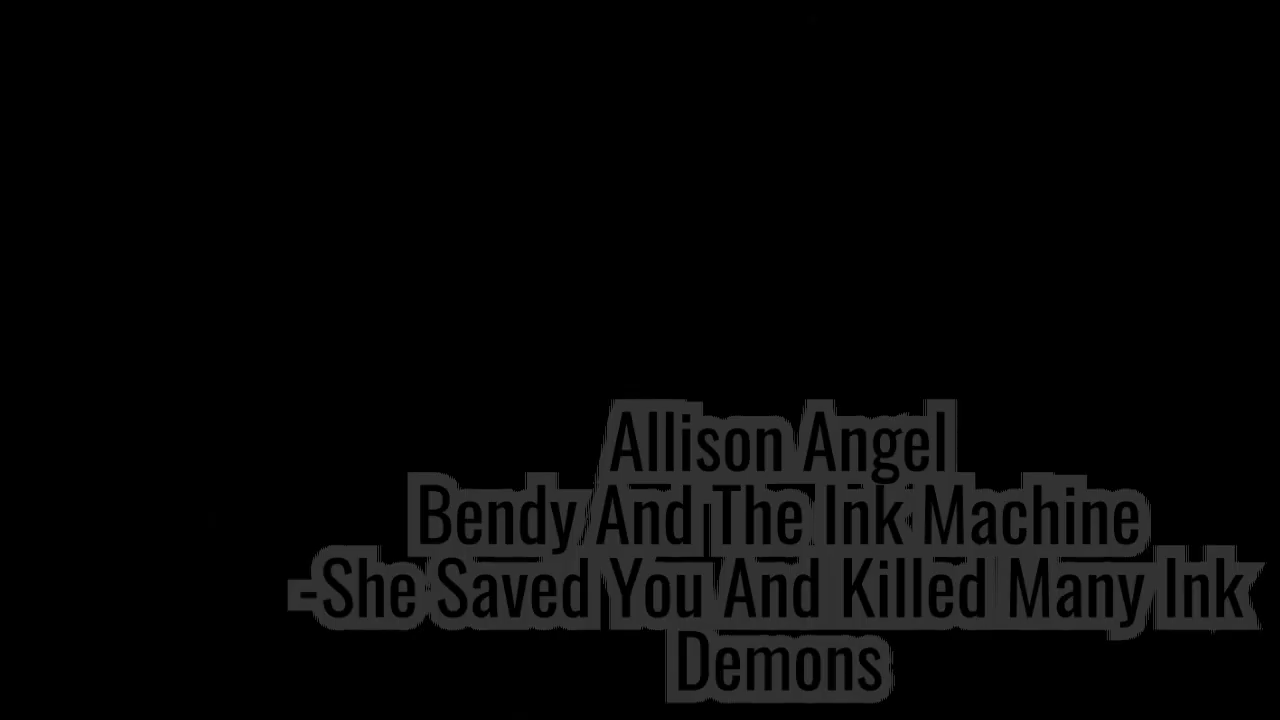 Allison Angel
Bendy And The Ink Machine
-She Saved You And Killed Many Ink
Demons